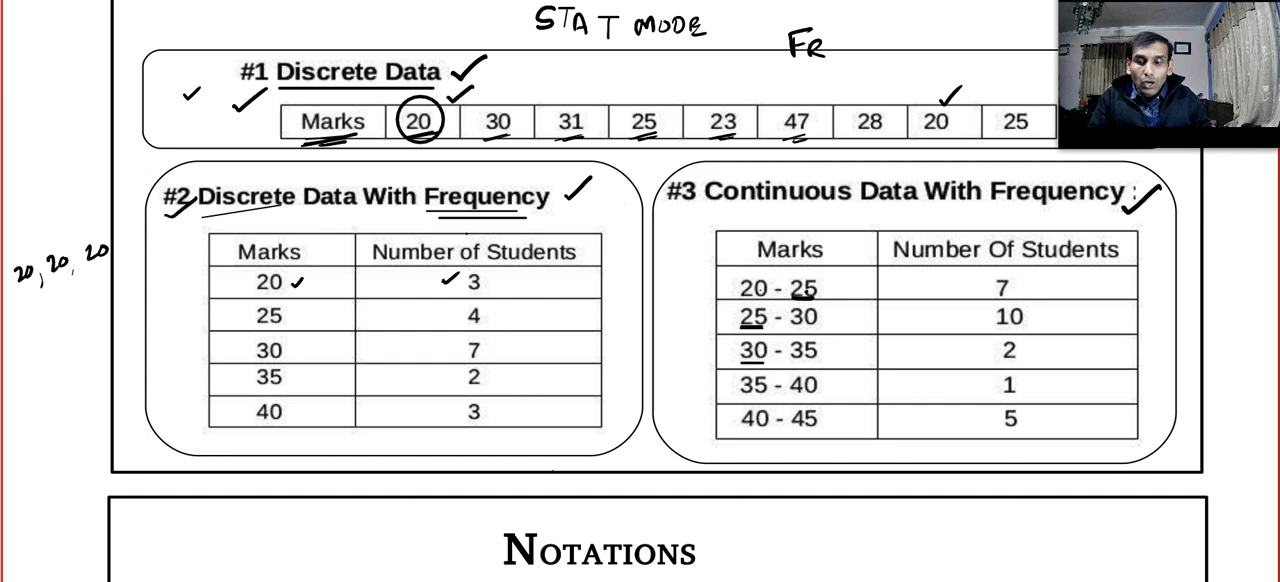 STAT MODE
FR
#1 Discrete Data
Marks 20 30 31 25 23 47 28 20 25
#2 Discrete Data With Frequency
Marks Number of Students
20 3
25 4
30 7
35 2
40 3
20, 20, 20
#3 Continuous Data With Frequency :
Marks Number Of Students
20 - 25 7
25 - 30 10
30 - 35 2
35 - 40 1
40 - 45 5
NOTATIONS